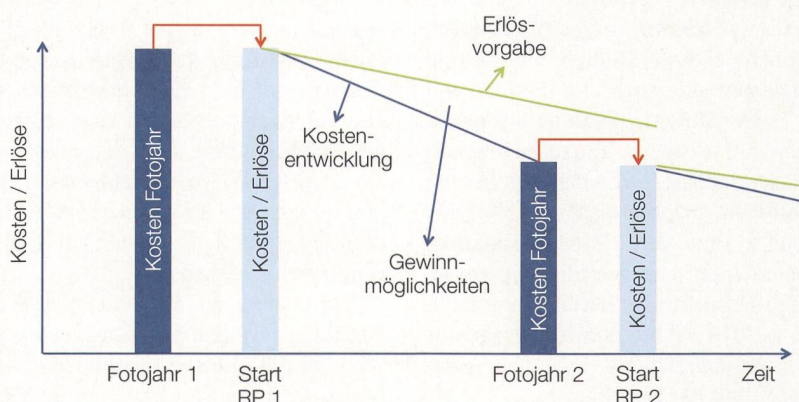 Erlös-
vorgabe
Kosten / Erlöse
Kosten Fotojahr
Kosten / Erlöse
Kosten-
entwicklung
Gewinn-
möglichkeiten
Kosten Fotojahr
Kosten / Erlöse
Fotojahr 1
Start
RP 1
Fotojahr 2
Start
RP 2
Zeit